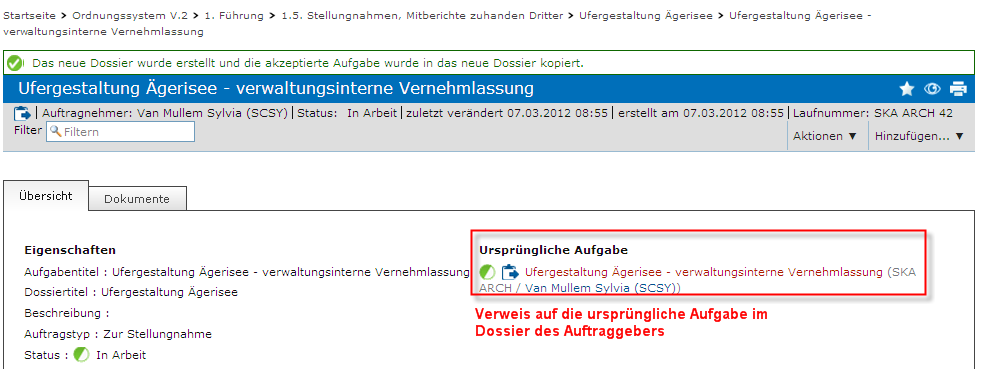 Startseite > Ordnungssystem V.2 > 1. Führung > 1.5. Stellungnahmen, Mitberichte zuhanden Dritter > Ufergestaltung Ägerisee > Ufergestaltung Ägerisee -
verwaltungsinterne Vernehmlassung
Das neue Dossier wurde erstellt und die akzeptierte Aufgabe wurde in das neue Dossier kopiert.
Ufergestaltung Ägerisee - verwaltungsinterne Vernehmlassung
| Auftragnehmer: Van Mullem Sylvia (SCSY) | Status: In Arbeit | zuletzt verändert 07.03.2012 08:55 | erstellt am 07.03.2012 08:55 | Laufnummer: SKA ARCH 42
Filter Filtern
Aktionen ▼ Hinzufügen... ▼
Übersicht Dokumente
Eigenschaften
Aufgabentitel : Ufergestaltung Ägerisee - verwaltungsinterne Vernehmlassung
Dossiertitel : Ufergestaltung Ägerisee
Beschreibung :
Auftragstyp : Zur Stellungnahme
Status : In Arbeit
Ursprüngliche Aufgabe
Ufergestaltung Ägerisee - verwaltungsinterne Vernehmlassung (SKA
ARCH / Van Mullem Sylvia (SCSY))
Verweis auf die ursprüngliche Aufgabe im
Dossier des Auftraggebers